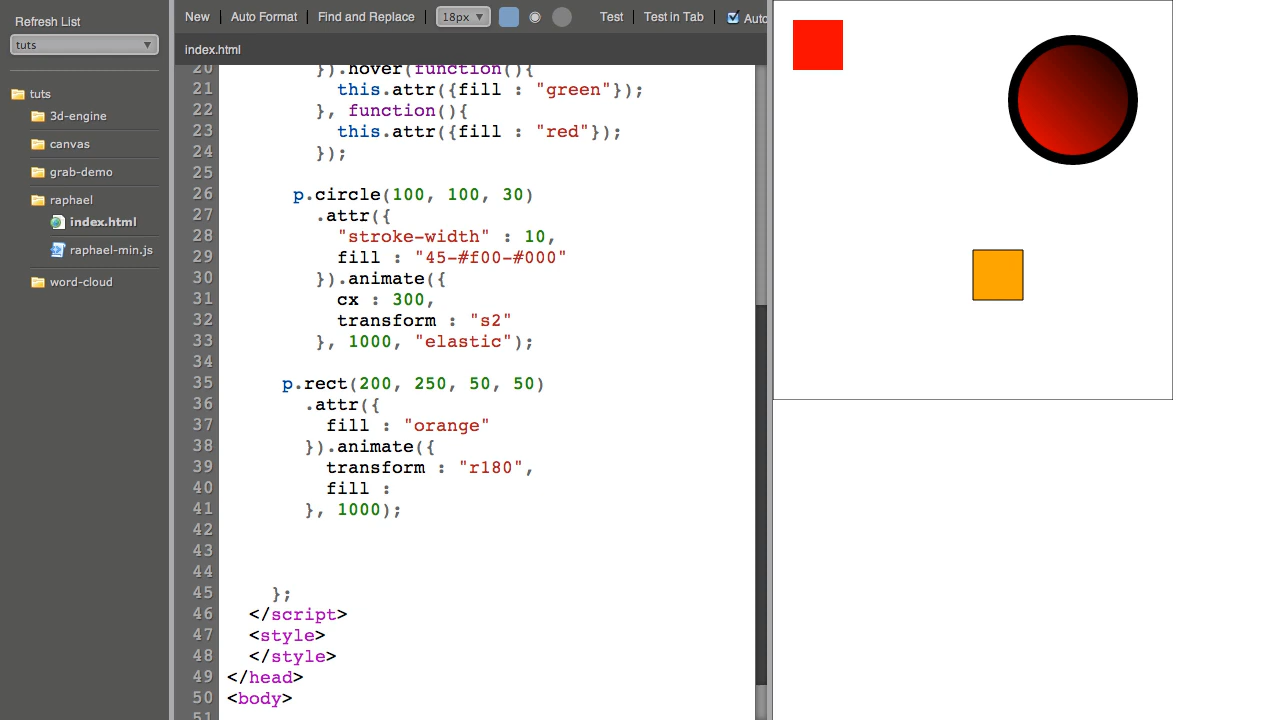 Refresh List
tuts
tuts
3d-engine
canvas
grab-demo
raphael
index.html
raphael-min.js
word-cloud
New Auto Format Find and Replace 18px Test Test in Tab Auto
index.html
20 }).hover(function(){
21 this.attr({fill : "green"});
22 }, function(){
23 this.attr({fill : "red"});
24 });
25
26 p.circle(100, 100, 30)
27 .attr({
28 "stroke-width" : 10,
29 fill : "45-#f00-#000"
30 }).animate({
31 cx : 300,
32 transform : "s2"
33 }, 1000, "elastic");
34
35 p.rect(200, 250, 50, 50)
36 .attr({
37 fill : "orange"
38 }).animate({
39 transform : "r180",
40 fill :
41 }, 1000);
42
43
44
45 };
46 </script>
47 <style>
48 </style>
49 </head>
50 <body>
51